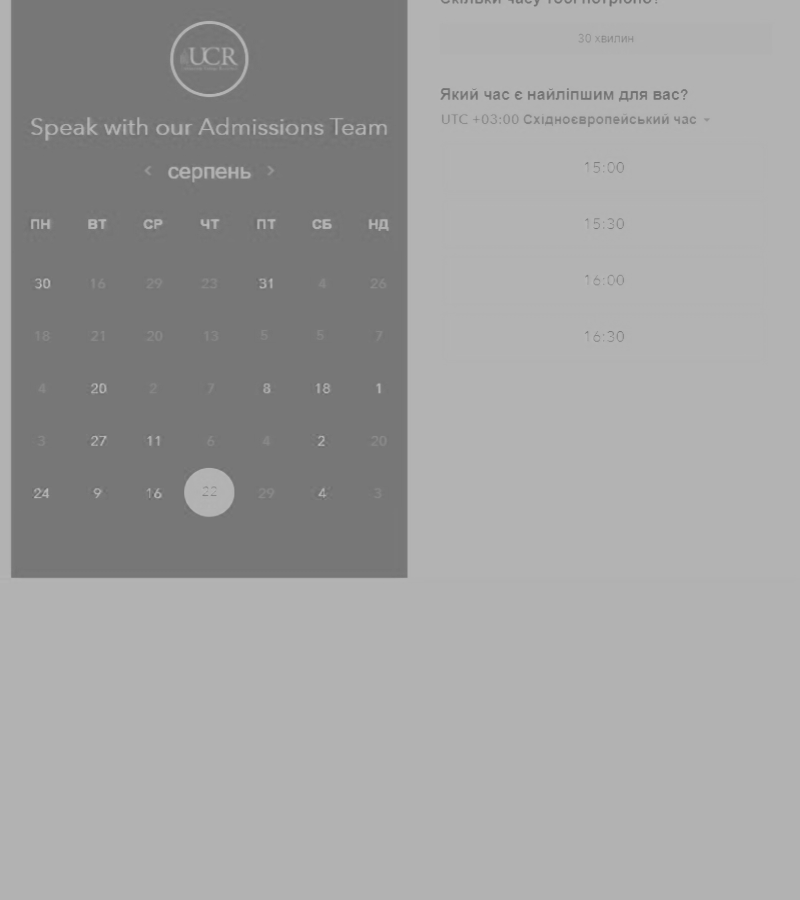 UCR
Speak with our Admissions Team
серпень
ПН ВТ СР ЧТ ПТ СБ НД
30 16 29 23 31 4 26
18 21 20 13 5 5 7
4 20 2 7 8 18 1
3 27 11 6 4 2 20
24 9 16 22 29 4 3
30 хвилин
Який час є найліпшим для вас?
UTC +03:00 Східноєвропейський час
15:00
15:30
16:00
16:30